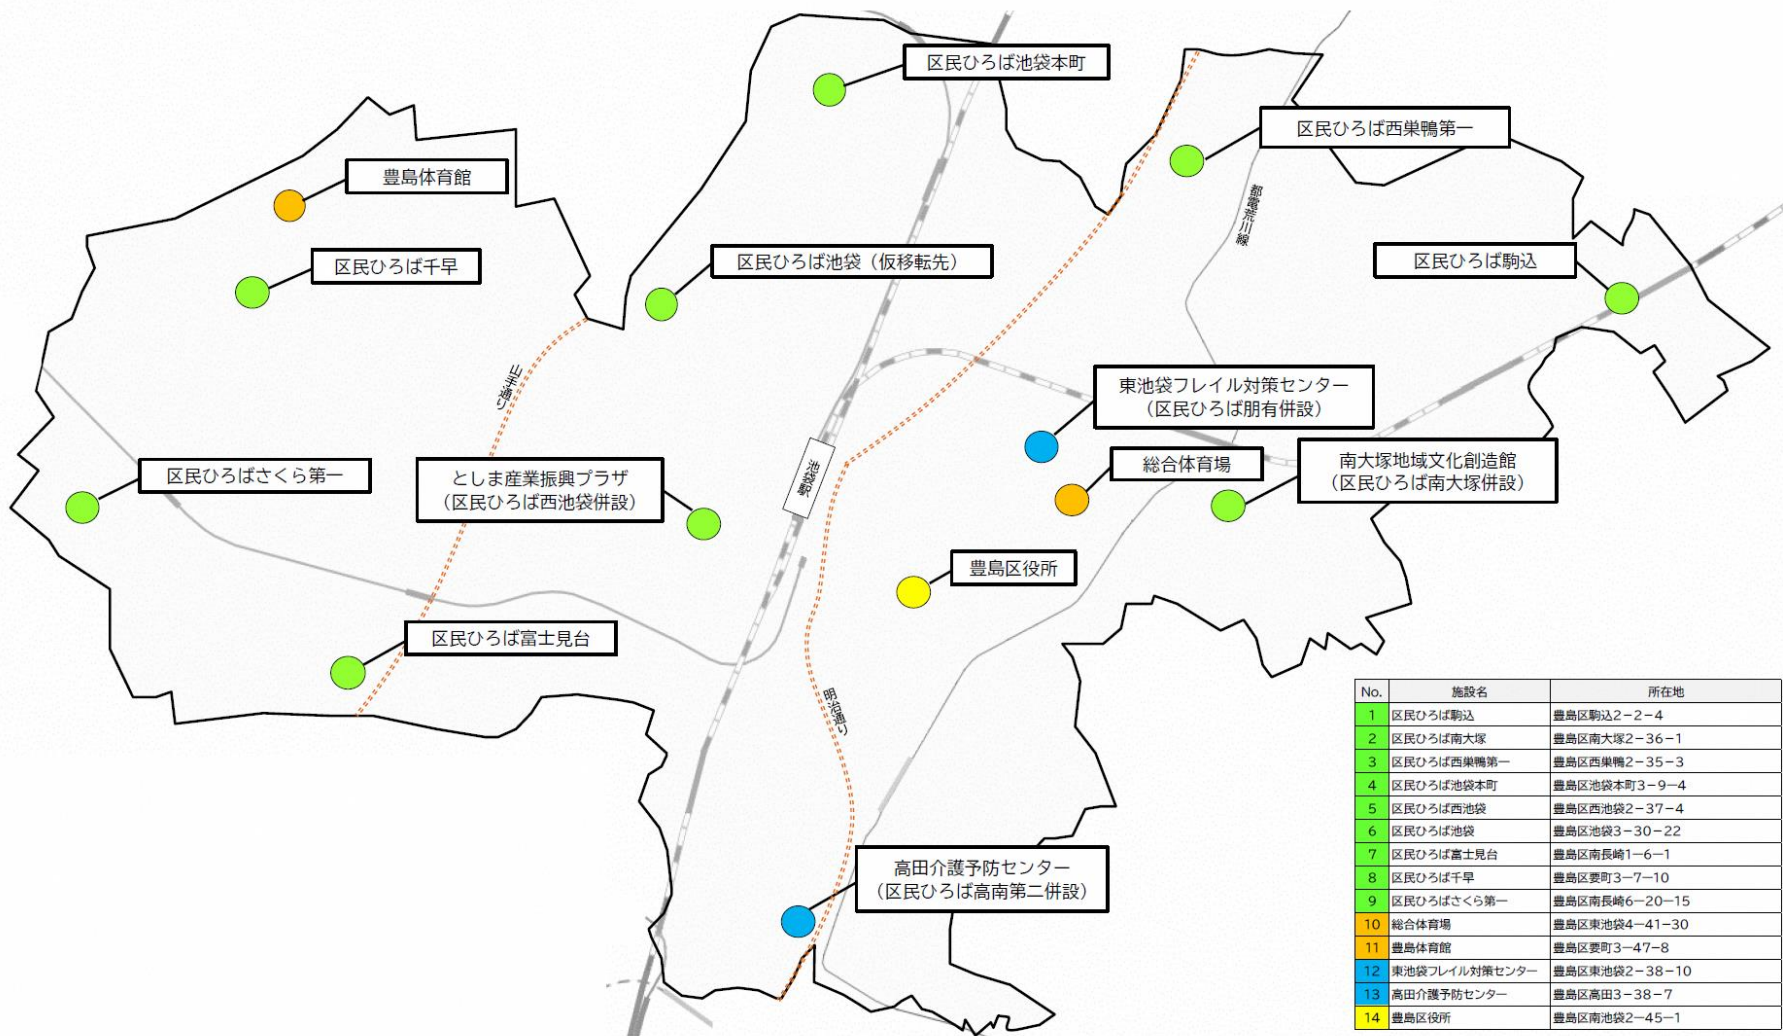 区民ひろば池袋本町
区民ひろば西巣鴨第一
豊島体育館
都電荒川線
区民ひろば千早
区民ひろば池袋（仮移転先）
区民ひろば駒込
山手通り
東池袋フレイル対策センター
（区民ひろば朋有併設）
区民ひろばさくら第一
としま産業振興プラザ
（区民ひろば西池袋併設）
池袋駅
総合体育場
南大塚地域文化創造館
（区民ひろば南大塚併設）
豊島区役所
区民ひろば富士見台
明治通り
高田介護予防センター
（区民ひろば高南第二併設）
No. 施設名 所在地
1 区民ひろば駒込 豊島区駒込2－2－4
2 区民ひろば南大塚 豊島区南大塚2－36－1
3 区民ひろば西巣鴨第一 豊島区西巣鴨2－35－3
4 区民ひろば池袋本町 豊島区池袋本町3－9－4
5 区民ひろば西池袋 豊島区西池袋2－37－4
6 区民ひろば池袋 豊島区池袋3－30－22
7 区民ひろば富士見台 豊島区南長崎1－6－1
8 区民ひろば千早 豊島区要町3－7－10
9 区民ひろばさくら第一 豊島区南長崎6－20－15
10 総合体育場 豊島区東池袋4－41－30
11 豊島体育館 豊島区要町3－47－8
12 東池袋フレイル対策センター 豊島区東池袋2－38－10
13 高田介護予防センター 豊島区高田3－38－7
14 豊島区役所 豊島区南池袋2－45－1